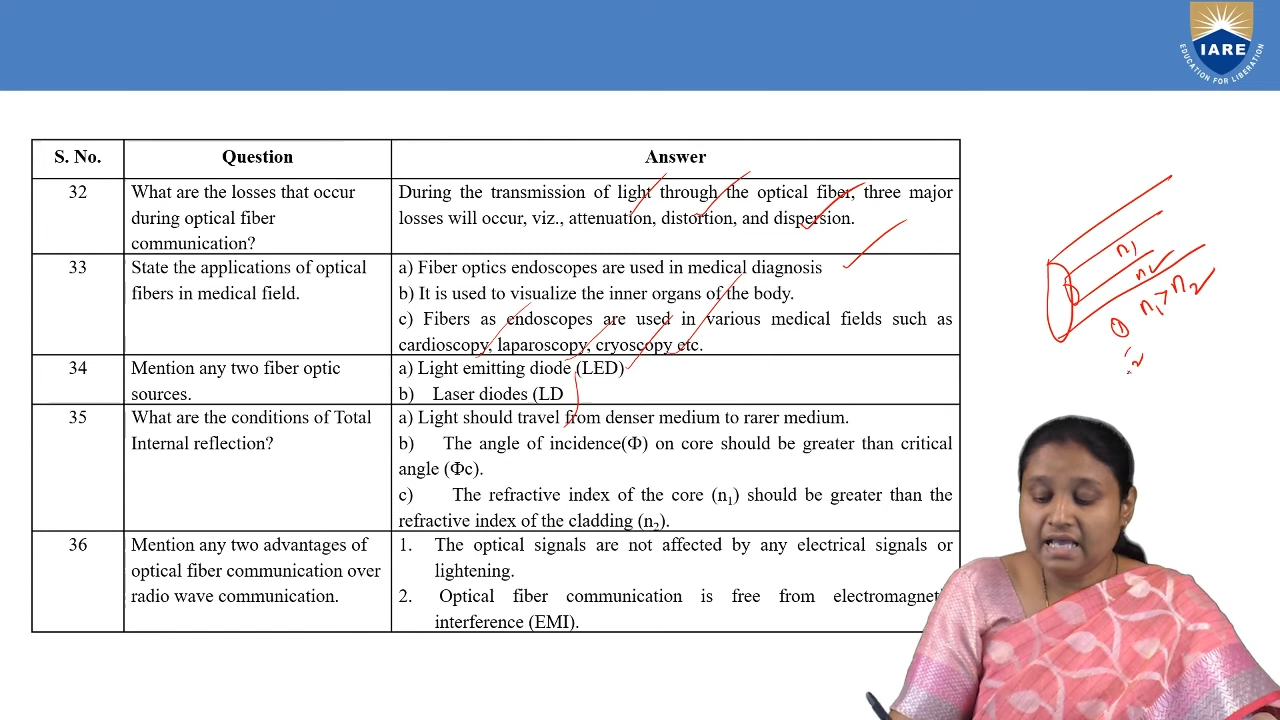 IARE
EDUCATION FOR LIBERATION
S. No. Question Answer
32 What are the losses that occur During the transmission of light through the optical fiber, three major
during optical fiber losses will occur, viz., attenuation, distortion, and dispersion.
communication?
33 State the applications of optical a) Fiber optics endoscopes are used in medical diagnosis
fibers in medical field. b) It is used to visualize the inner organs of the body.
c) Fibers as endoscopes are used in various medical fields such as
cardioscopy, laparoscopy, cryoscopy etc.
34 Mention any two fiber optic a) Light emitting diode (LED)
sources. b) Laser diodes (LD
35 What are the conditions of Total a) Light should travel from denser medium to rarer medium.
Internal reflection? b) The angle of incidence(Φ) on core should be greater than critical
angle (Φc).
c) The refractive index of the core (n₁) should be greater than the
refractive index of the cladding (n₂).
36 Mention any two advantages of 1. The optical signals are not affected by any electrical signals or
optical fiber communication over lightening.
radio wave communication. 2. Optical fiber communication is free from
interference (EMI).
n₁
n₁ > n₂